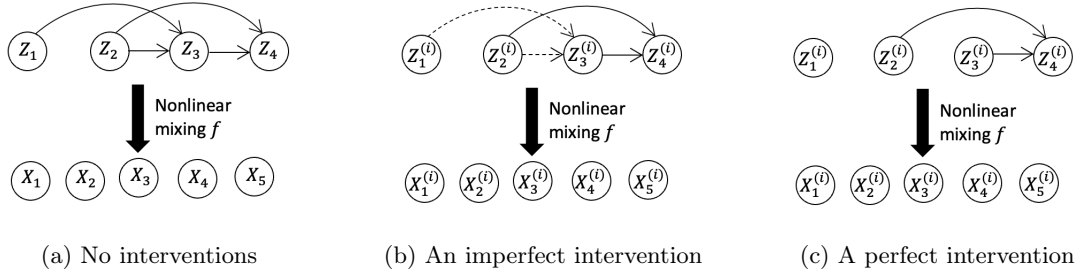 Z₁ Z₂ Z₃ Z₄
Nonlinear
mixing f
X₁ X₂ X₃ X₄ X₅
(a) No interventions
Z₁⁽ⁱ⁾ Z₂⁽ⁱ⁾ Z₃⁽ⁱ⁾ Z₄⁽ⁱ⁾
Nonlinear
mixing f
X₁⁽ⁱ⁾ X₂⁽ⁱ⁾ X₃⁽ⁱ⁾ X₄⁽ⁱ⁾ X₅⁽ⁱ⁾
(b) An imperfect intervention
Z₁⁽ⁱ⁾ Z₂⁽ⁱ⁾ Z₃⁽ⁱ⁾ Z₄⁽ⁱ⁾
Nonlinear
mixing f
X₁⁽ⁱ⁾ X₂⁽ⁱ⁾ X₃⁽ⁱ⁾ X₄⁽ⁱ⁾ X₅⁽ⁱ⁾
(c) A perfect intervention